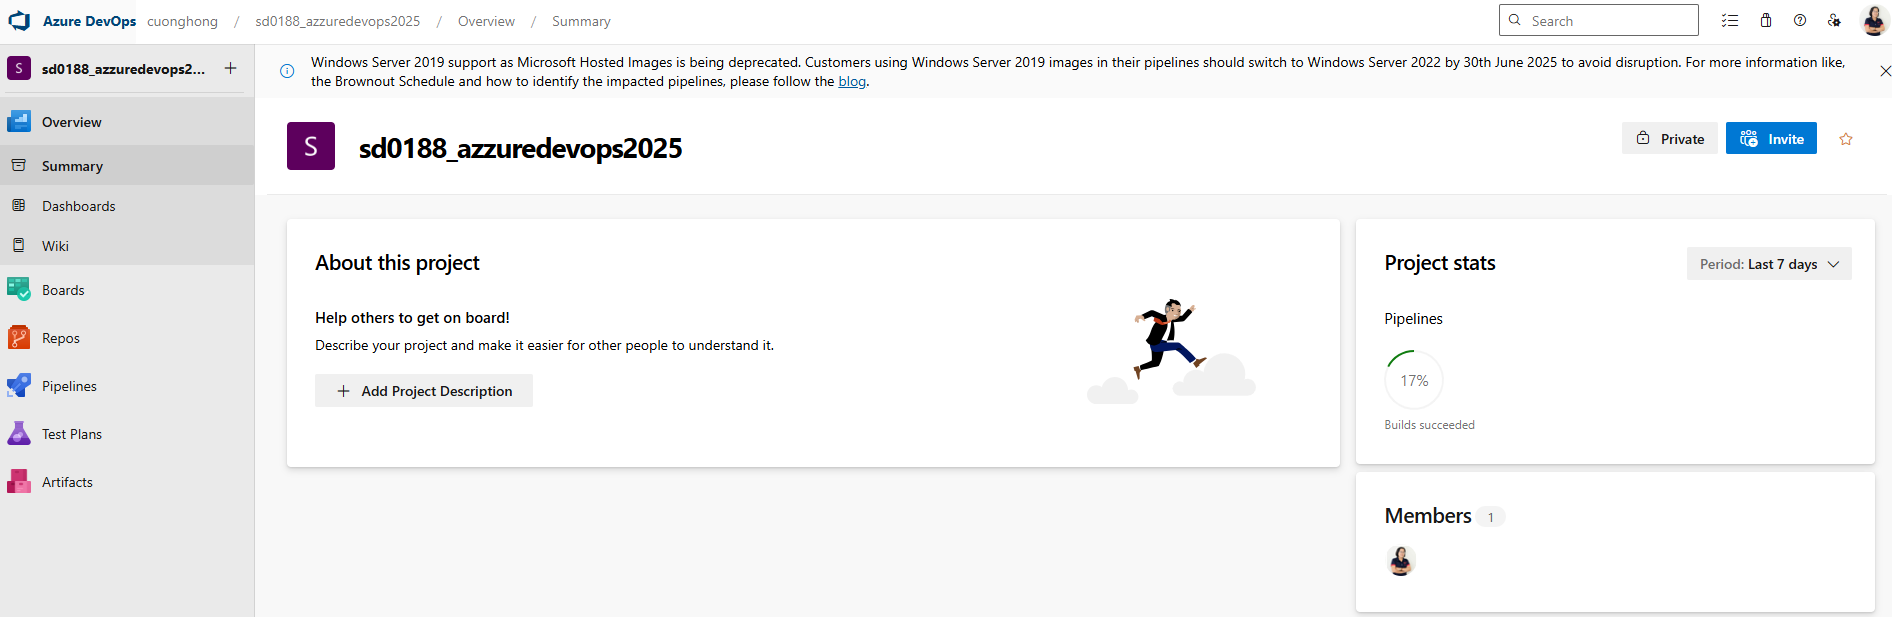 Azure DevOps cuonghong / sd0188_azzuredevops2025 / Overview / Summary
Search
S sd0188_azzuredevops2... +
Overview
Summary
Dashboards
Wiki
Boards
Repos
Pipelines
Test Plans
Artifacts
Windows Server 2019 support as Microsoft Hosted Images is being deprecated. Customers using Windows Server 2019 images in their pipelines should switch to Windows Server 2022 by 30th June 2025 to avoid disruption. For more information like,
the Brownout Schedule and how to identify the impacted pipelines, please follow the blog.
S sd0188_azzuredevops2025
Private
Invite
About this project
Help others to get on board!
Describe your project and make it easier for other people to understand it.
+ Add Project Description
Project stats
Period: Last 7 days
Pipelines
17%
Builds succeeded
Members 1